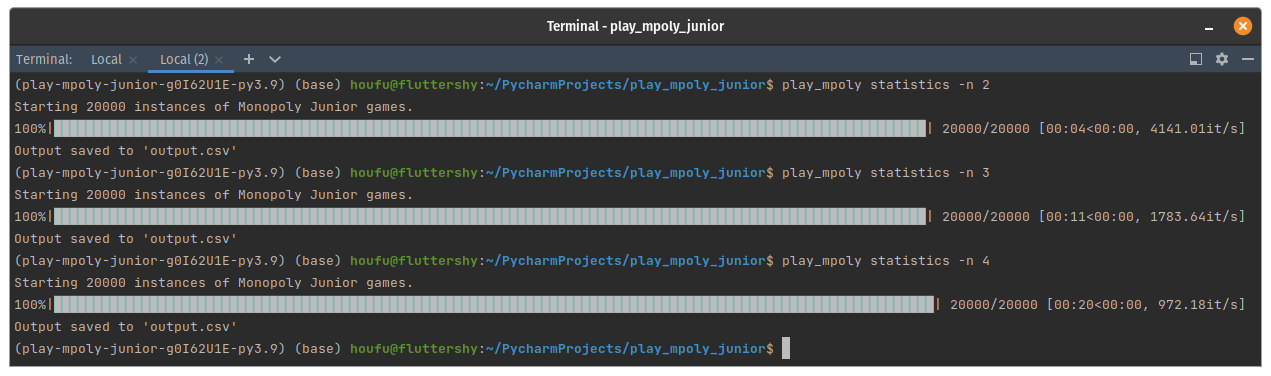 Terminal - play_mpoly_junior
Terminal: Local × Local (2) × +
(play-mpoly-junior-g0I62U1E-py3.9) (base) houfu@fluttershy:~/PycharmProjects/play_mpoly_junior$ play_mpoly statistics -n 2
Starting 20000 instances of Monopoly Junior games.
100%|██████████| 20000/20000 [00:04<00:00, 4141.01it/s]
Output saved to 'output.csv'
(play-mpoly-junior-g0I62U1E-py3.9) (base) houfu@fluttershy:~/PycharmProjects/play_mpoly_junior$ play_mpoly statistics -n 3
Starting 20000 instances of Monopoly Junior games.
100%|██████████| 20000/20000 [00:11<00:00, 1783.64it/s]
Output saved to 'output.csv'
(play-mpoly-junior-g0I62U1E-py3.9) (base) houfu@fluttershy:~/PycharmProjects/play_mpoly_junior$ play_mpoly statistics -n 4
Starting 20000 instances of Monopoly Junior games.
100%|██████████| 20000/20000 [00:20<00:00, 972.18it/s]
Output saved to 'output.csv'
(play-mpoly-junior-g0I62U1E-py3.9) (base) houfu@fluttershy:~/PycharmProjects/play_mpoly_junior$